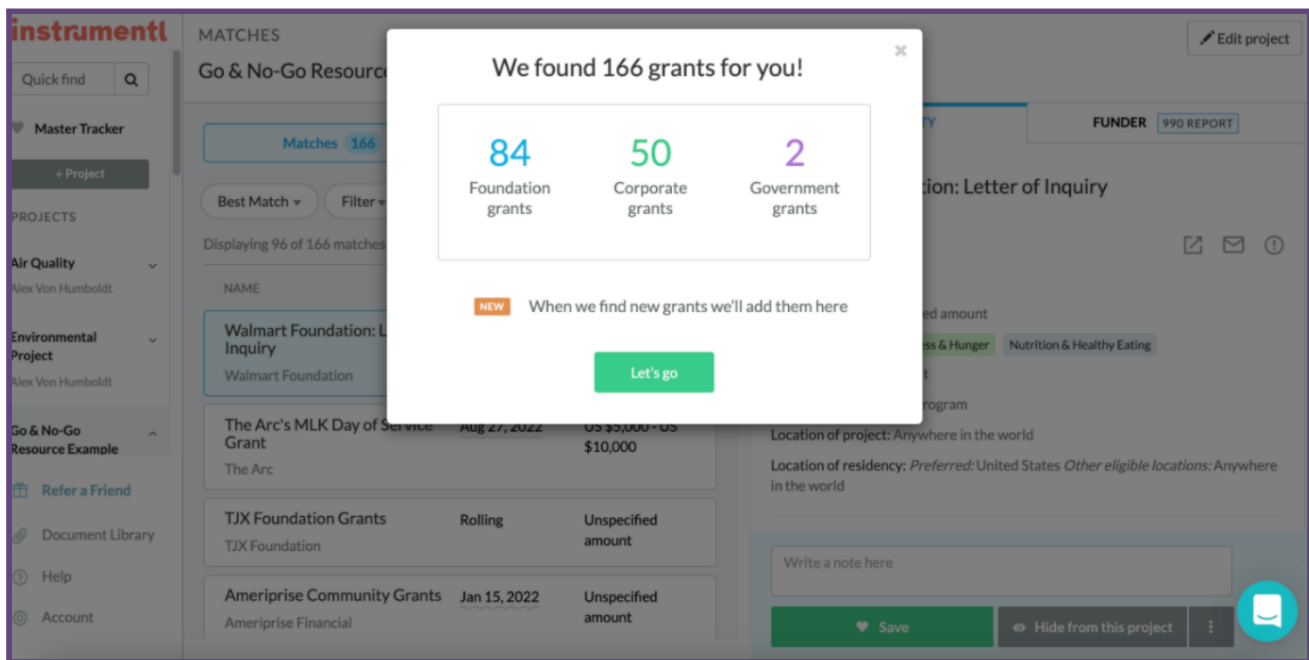 instrumentl
Quick find
Master Tracker
+ Project
PROJECTS
Air Quality
Alex Von Humboldt
Environmental
Project
Alex Von Humboldt
Go & No-Go
Resource Example
Refer a Friend
Document Library
Help
Account
MATCHES
Go & No-Go Resource
Edit project
Matches 166
Best Match
Filter
Displaying 96 of 166 matches
NAME
Walmart Foundation: L
Inquiry
Walmart Foundation
The Arc's MLK Day of Service
Grant
The Arc
Aug 27, 2022
US $5,000 - US
$10,000
TJX Foundation Grants
TJX Foundation
Rolling
Unspecified
amount
Ameriprise Community Grants
Ameriprise Financial
Jan 15, 2022
Unspecified
amount
We found 166 grants for you!
×
84
Foundation
grants
50
Corporate
grants
2
Government
grants
NEW When we find new grants we'll add them here
Let's go
TY
FUNDER 990 REPORT
tion: Letter of Inquiry
ed amount
ss & Hunger
Nutrition & Healthy Eating
t
rogram
Location of project: Anywhere in the world
Location of residency: Preferred: United States Other eligible locations: Anywhere
in the world
Write a note here
Save
Hide from this project